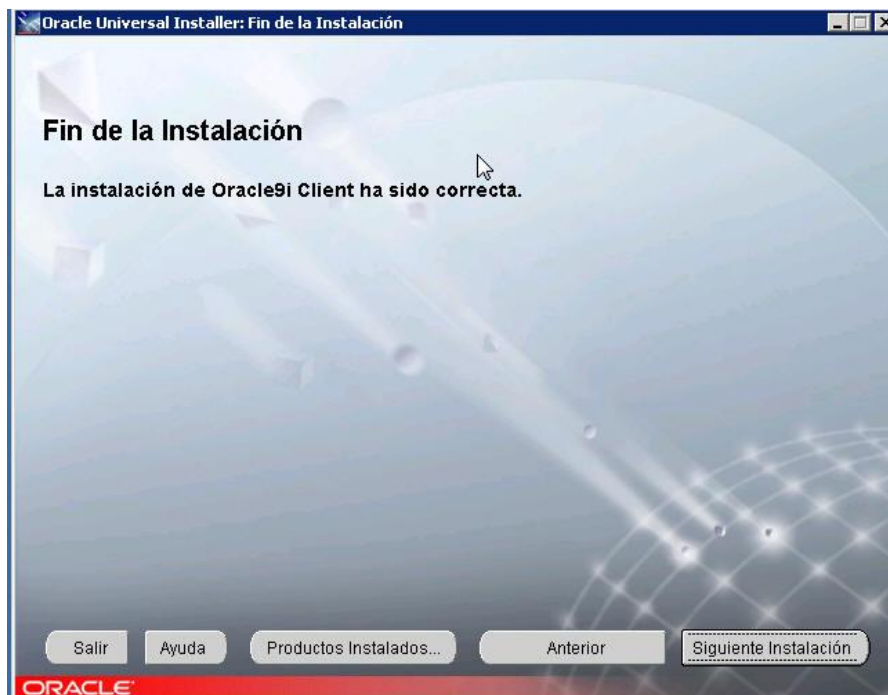 Oracle Universal Installer: Fin de la Instalación
Fin de la Instalación
La instalación de Oracle9i Client ha sido correcta.
Salir
Ayuda
Productos Instalados...
Anterior
Siguiente Instalación
ORACLE